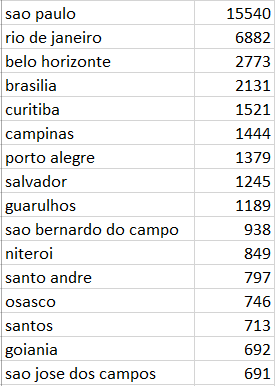 sao paulo 15540
rio de janeiro 6882
belo horizonte 2773
brasilia 2131
curitiba 1521
campinas 1444
porto alegre 1379
salvador 1245
guarulhos 1189
sao bernardo do campo 938
niteroi 849
santo andre 797
osasco 746
santos 713
goiania 692
sao jose dos campos 691